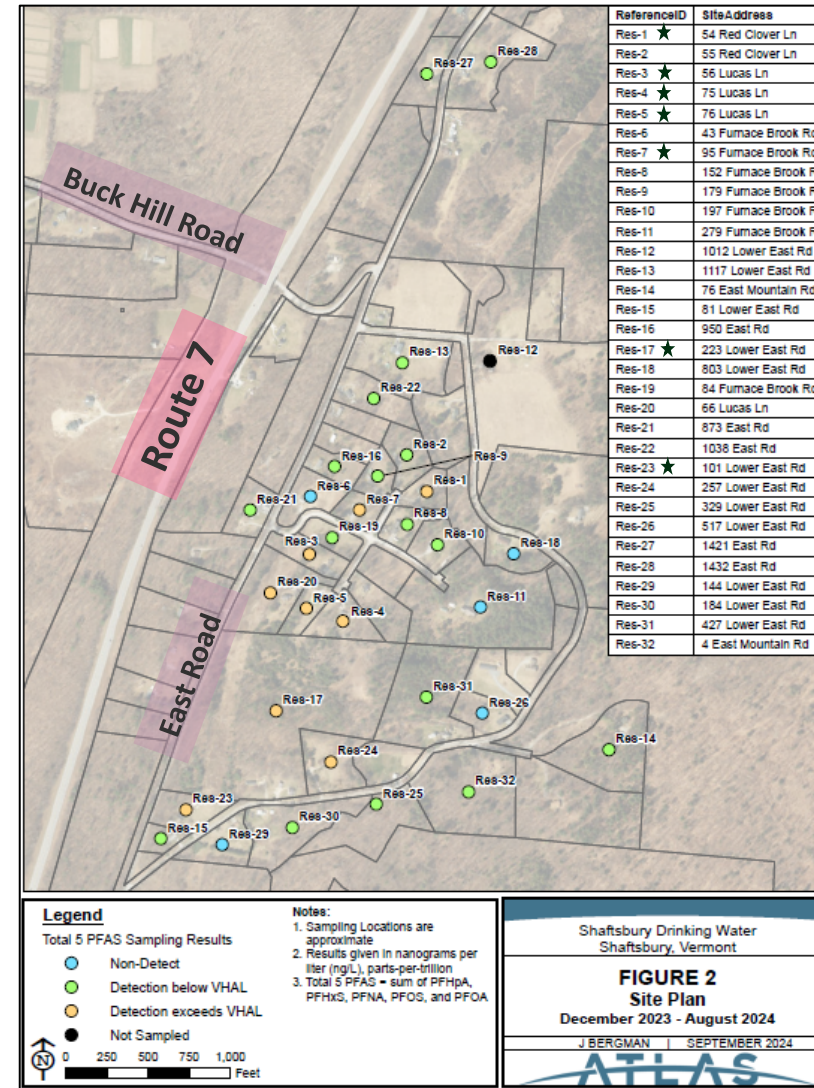 Res-27
Res-28
Buck Hill Road
Res-13
Res-12
Route 7
Res-22
Res-2
Res-16
Res-9
Res-6
Res-1
Res-21
Res-7
Res-8
Res-19
Res-10
Res-3
Res-18
Res-20
Res-5
Res-4
Res-11
East Road
Res-17
Res-31
Res-26
Res-14
Res-24
Res-23
Res-25
Res-32
Res-15
Res-29
Res-30
ReferenceID SiteAddress
Res-1 ★ 54 Red Clover Ln
Res-2 55 Red Clover Ln
Res-3 ★ 56 Lucas Ln
Res-4 ★ 75 Lucas Ln
Res-5 ★ 76 Lucas Ln
Res-6 43 Furnace Brook Rd
Res-7 ★ 95 Furnace Brook Rd
Res-8 152 Furnace Brook R
Res-9 179 Furnace Brook R
Res-10 197 Furnace Brook R
Res-11 279 Furnace Brook R
Res-12 1012 Lower East Rd
Res-13 1117 Lower East Rd
Res-14 76 East Mountain Rd
Res-15 81 Lower East Rd
Res-16 950 East Rd
Res-17 ★ 223 Lower East Rd
Res-18 803 Lower East Rd
Res-19 84 Furnace Brook Rd
Res-20 66 Lucas Ln
Res-21 873 East Rd
Res-22 1038 East Rd
Res-23 ★ 101 Lower East Rd
Res-24 257 Lower East Rd
Res-25 329 Lower East Rd
Res-26 517 Lower East Rd
Res-27 1421 East Rd
Res-28 1432 East Rd
Res-29 144 Lower East Rd
Res-30 184 Lower East Rd
Res-31 427 Lower East Rd
Res-32 4 East Mountain Rd
Legend
Total 5 PFAS Sampling Results
Non-Detect
Detection below VHAL
Detection exceeds VHAL
Not Sampled
N
0 250 500 750 1,000
Feet
Notes:
1. Sampling Locations are
approximate
2. Results given in nanograms per
liter (ng/L), parts-per-trillion
3. Total 5 PFAS = sum of PFHpA,
PFHxS, PFNA, PFOS, and PFOA
Shaftsbury Drinking Water
Shaftsbury, Vermont
FIGURE 2
Site Plan
December 2023 - August 2024
J BERGMAN | SEPTEMBER 2024
ATLAS